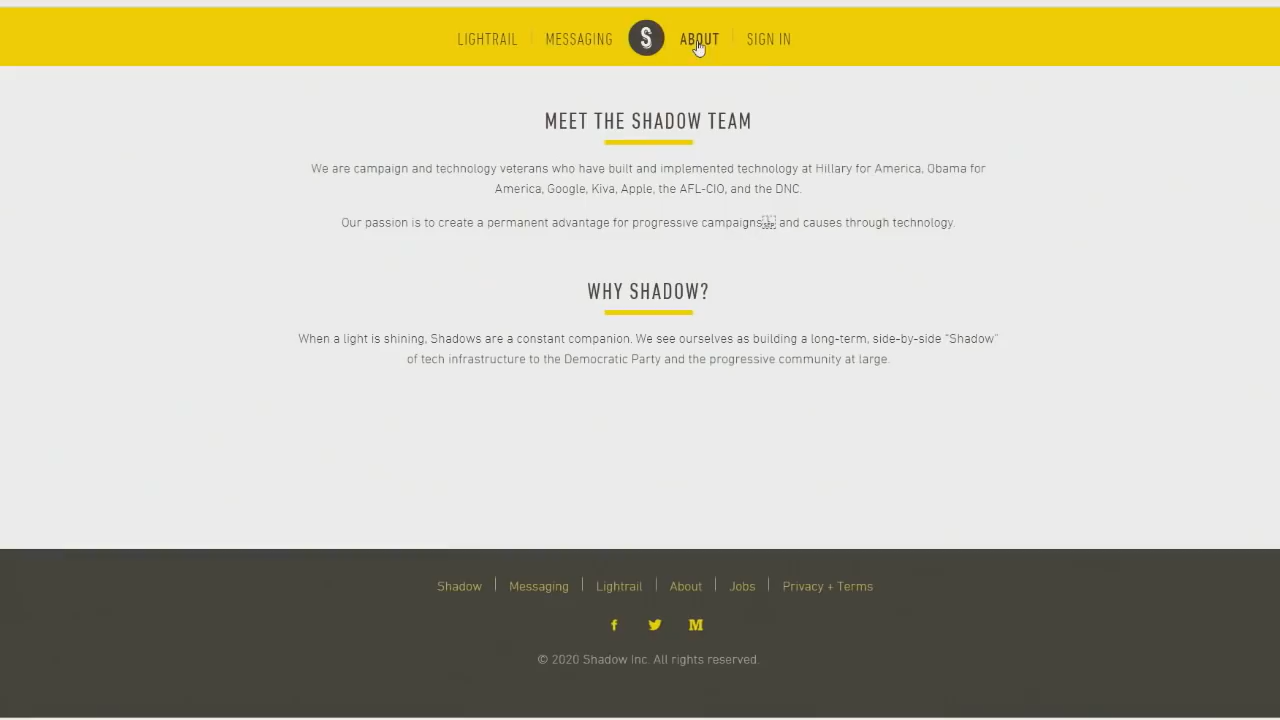 LIGHTRAIL MESSAGING S ABOUT SIGN IN
MEET THE SHADOW TEAM
We are campaign and technology veterans who have built and implemented technology at Hillary for America, Obama for
America, Google, Kiva, Apple, the AFL-CIO, and the DNC.
Our passion is to create a permanent advantage for progressive campaigns and causes through technology.
WHY SHADOW?
When a light is shining, Shadows are a constant companion. We see ourselves as building a long-term, side-by-side "Shadow"
of tech infrastructure to the Democratic Party and the progressive community at large.
Shadow Messaging Lightrail About Jobs Privacy + Terms
© 2020 Shadow Inc. All rights reserved.